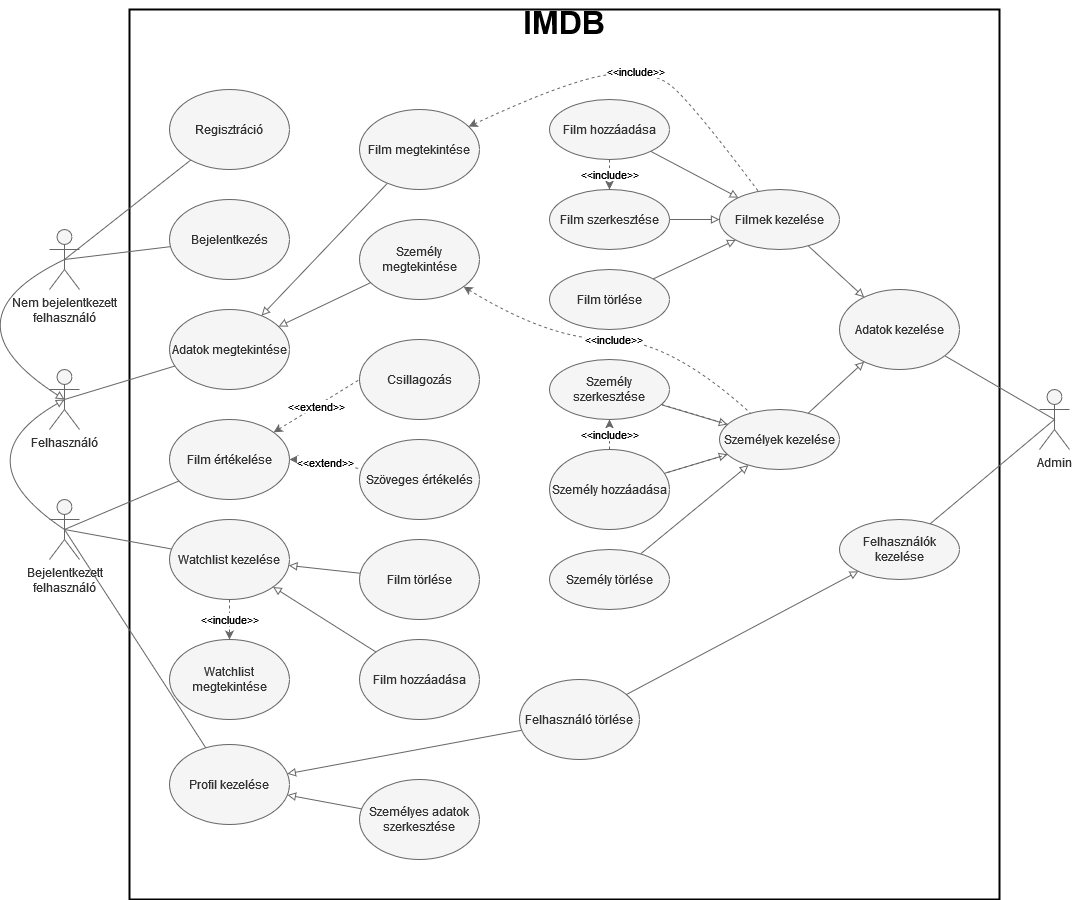 IMDB
<<include>>
Regisztráció
Film hozzáadása
Film megtekintése
<<include>>
Film szerkesztése
Filmek kezelése
Bejelentkezés
Személy
megtekintése
Nem bejelentkezett
felhasználó
Film törlése
Adatok kezelése
<<include>>
Adatok megtekintése
Csillagozás
Személy
szerkesztése
<<extend>>
Felhasználó
<<include>>
Személyek kezelése
Admin
Film értékelése
<<extend>>
Szöveges értékelés
Személy hozzáadása
Felhasználók
kezelése
Watchlist kezelése
Film törlése
Személy törlése
Bejelentkezett
felhasználó
<<include>>
Watchlist
megtekintése
Film hozzáadása
Felhasználó törlése
Profil kezelése
Személyes adatok
szerkesztése